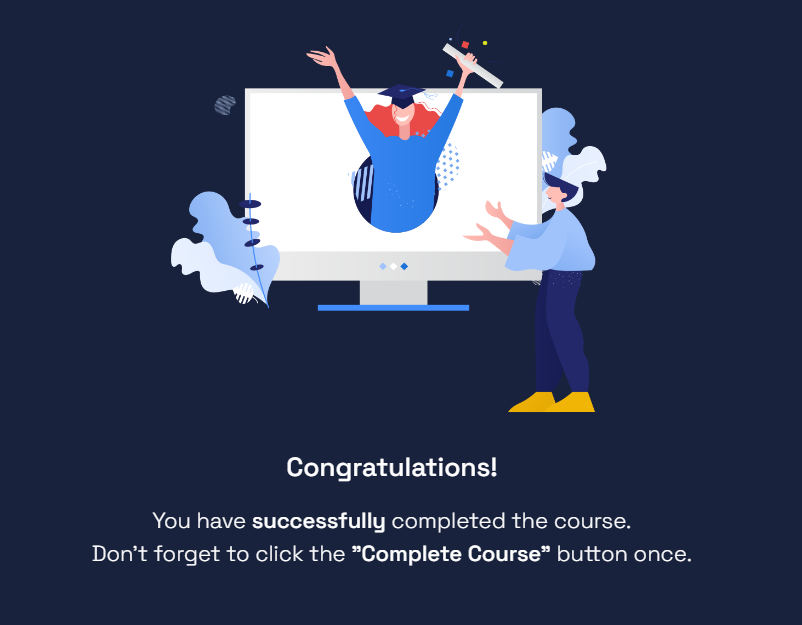 Congratulations!
You have successfully completed the course.
Don't forget to click the "Complete Course" button once.